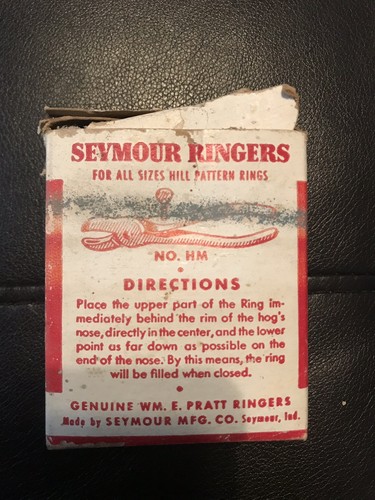 SEYMOUR RINGERS
FOR ALL SIZES HILL PATTERN RINGS
NO. HM
DIRECTIONS
Place the upper part of the Ring im-
mediately behind the rim of the hog's
nose, directly in the center, and the lower
point as far down as possible on the
end of the nose. By this means, the ring
will be filled when closed.
GENUINE WM. E. PRATT RINGERS
Made by SEYMOUR MFG. CO. Seymour, Ind.